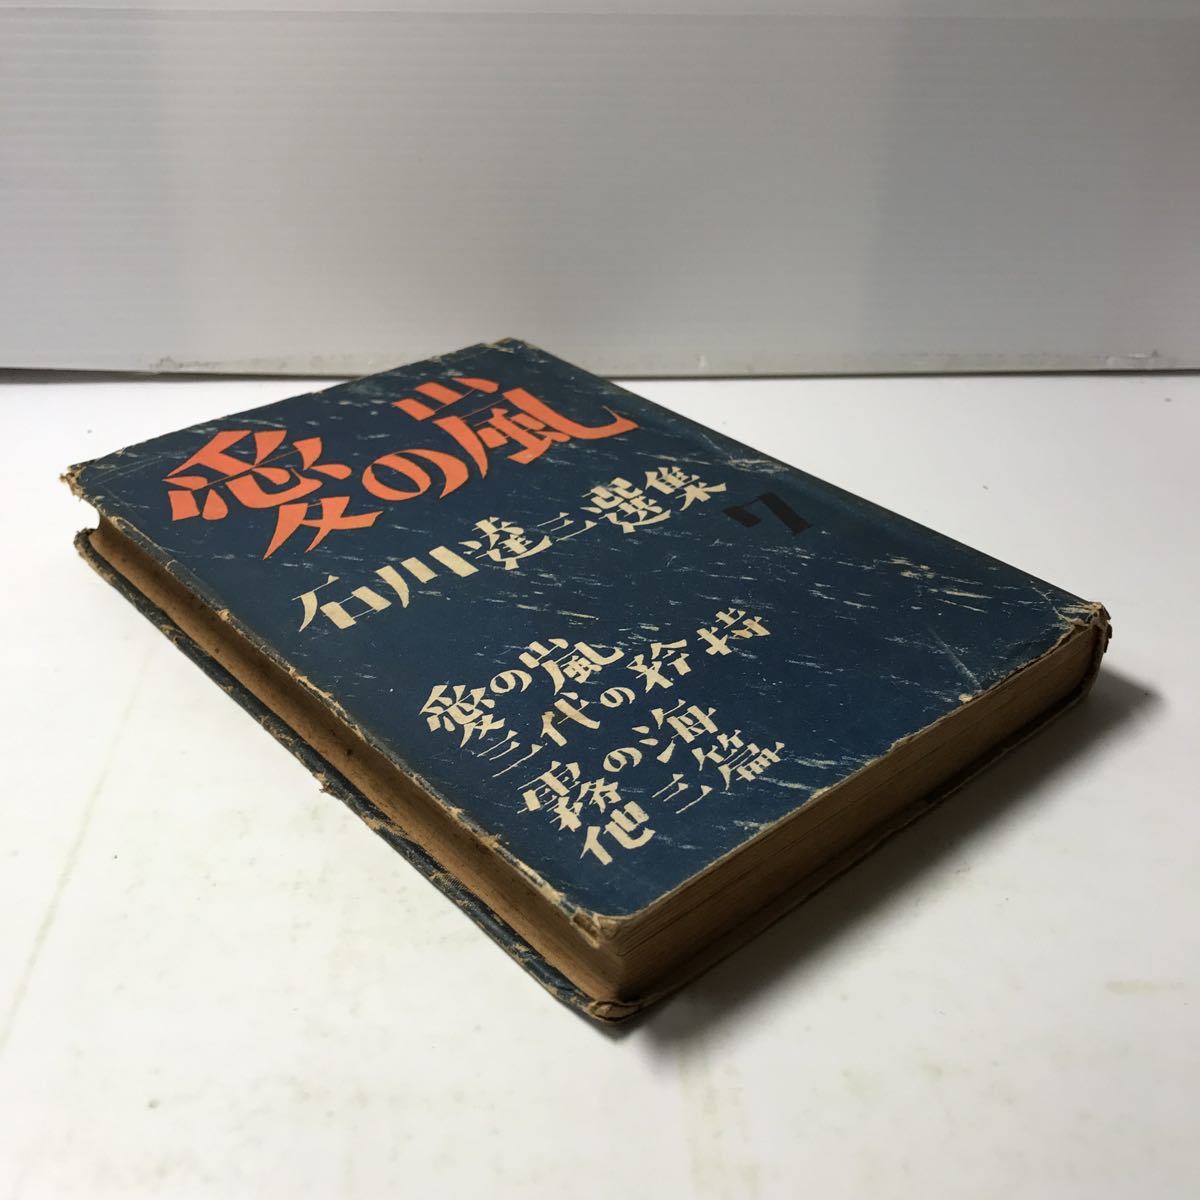 愛の嵐
石川達三選集 7
愛の嵐
三代の矜持
霧の海
他三篇